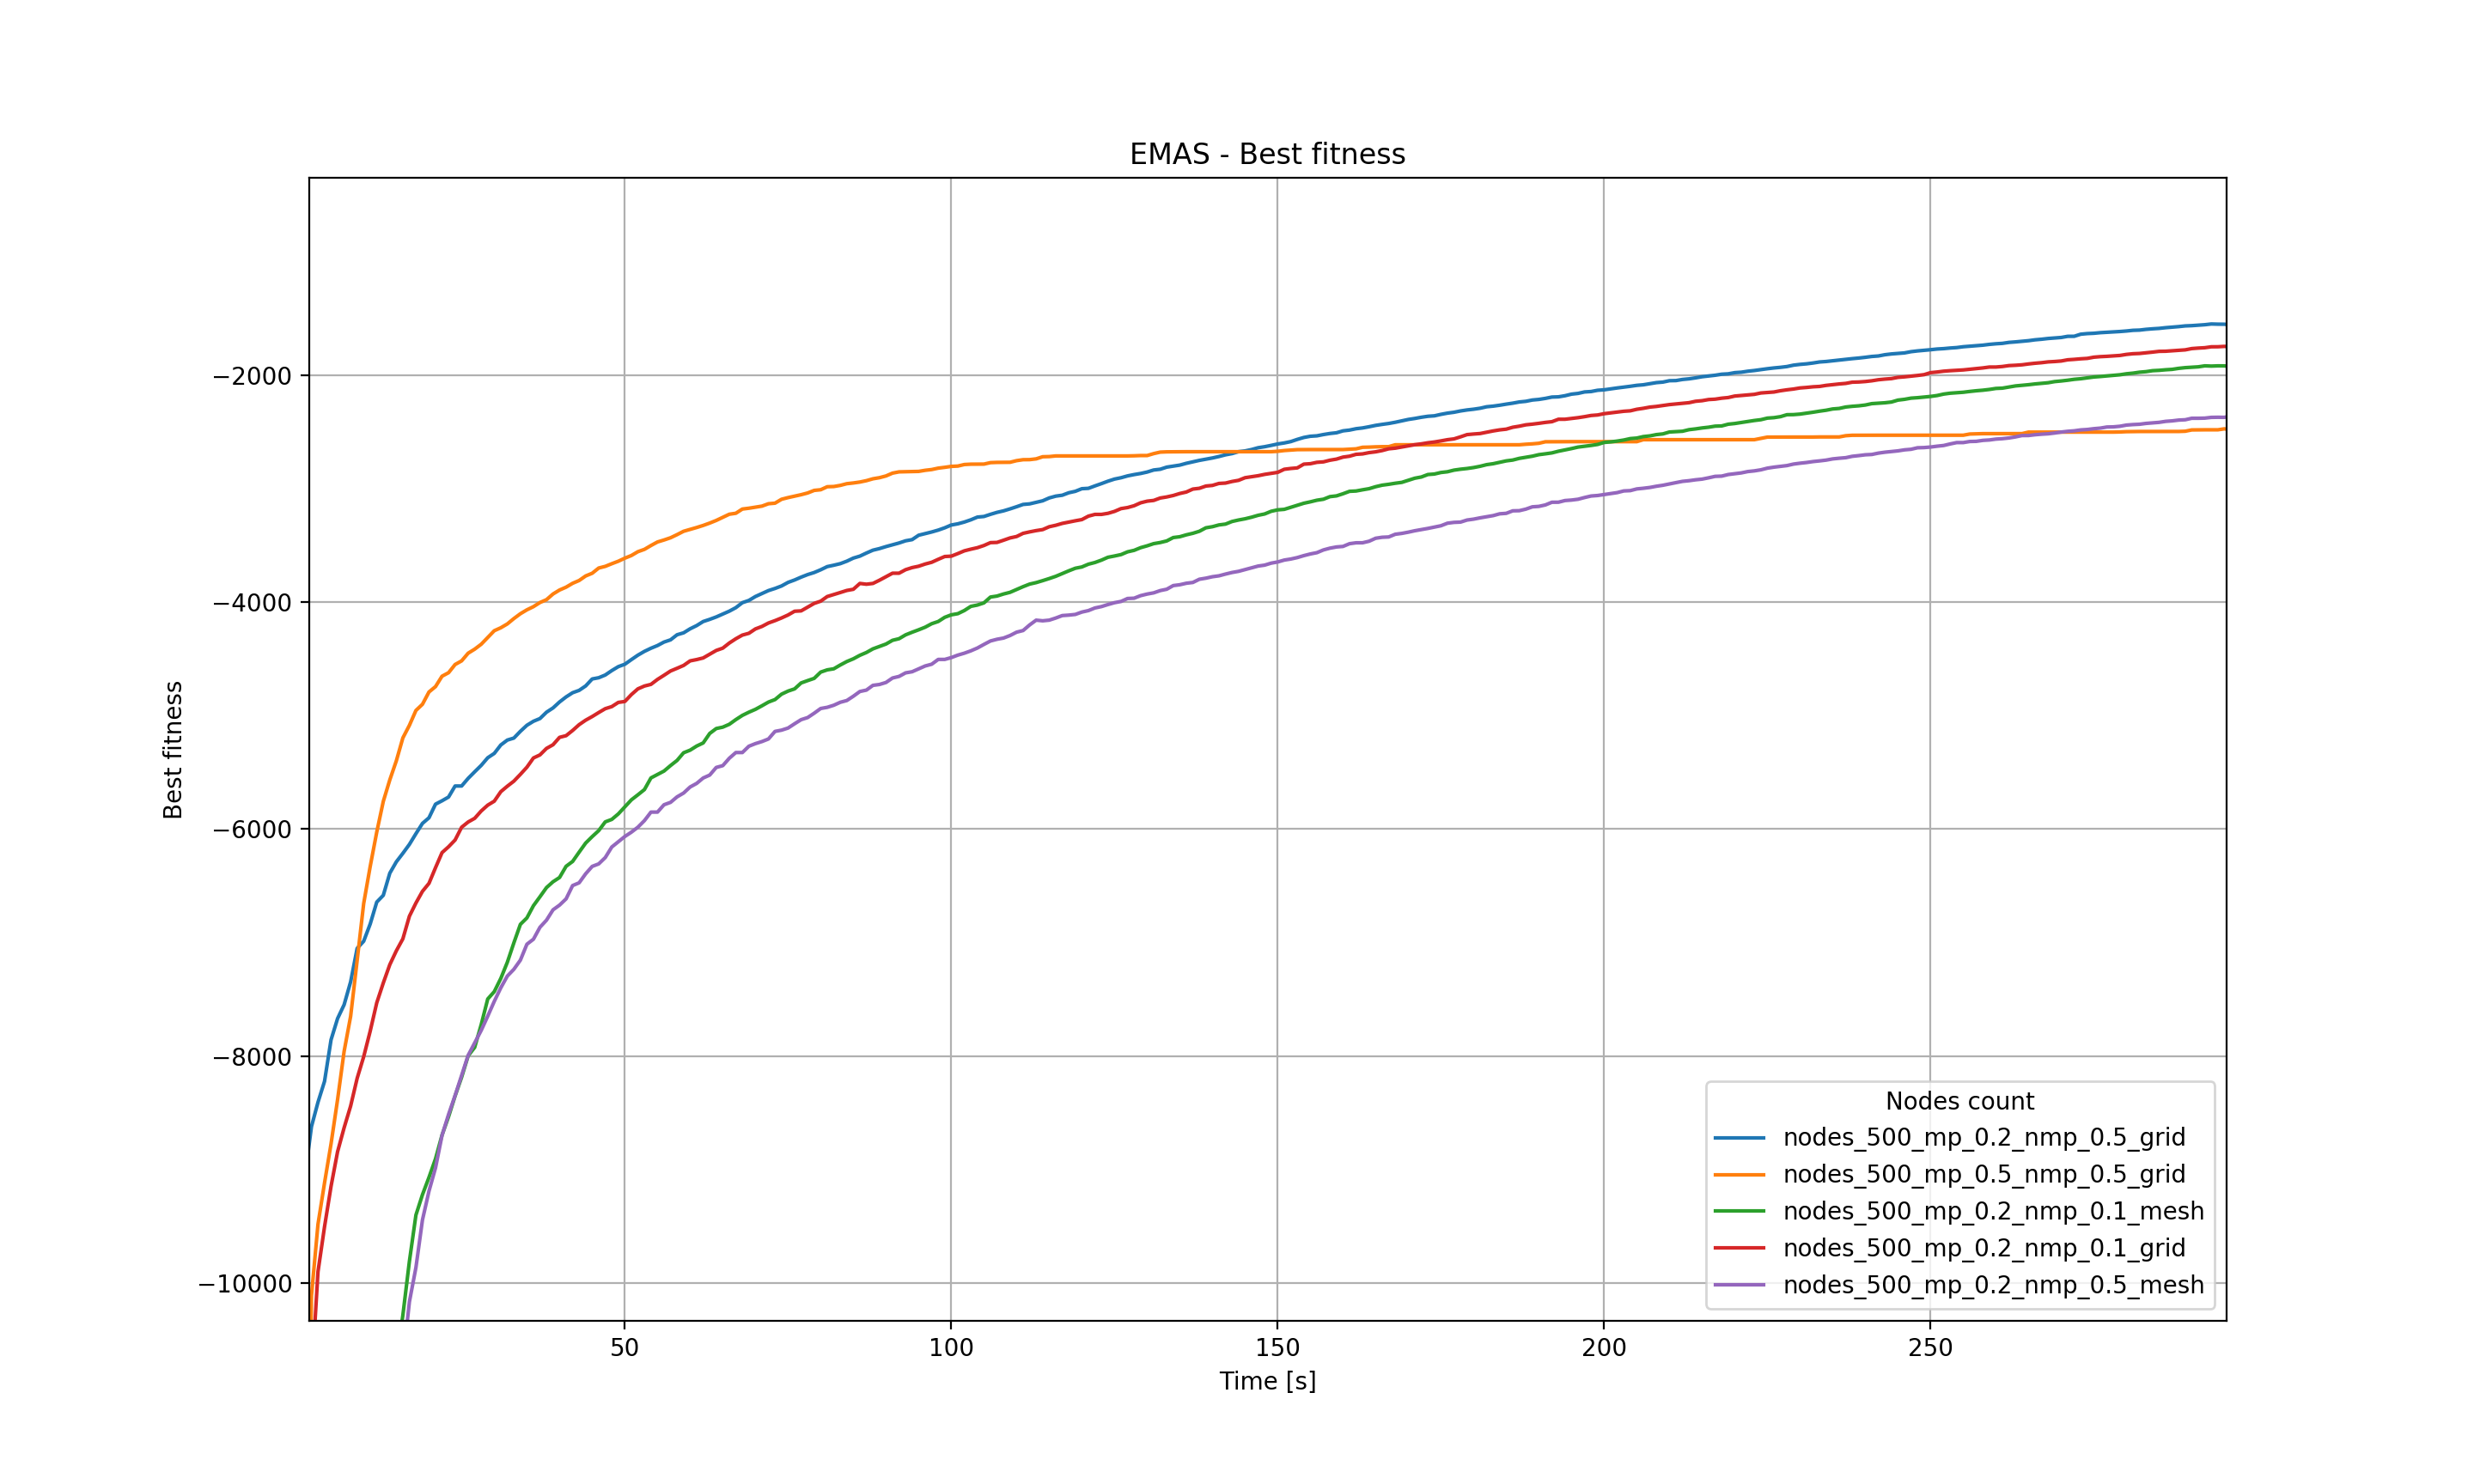 EMAS - Best fitness
Best fitness
−2000
−4000
−6000
−8000
−10000
50
100
150
200
250
Time [s]
Nodes count
nodes_500_mp_0.2_nmp_0.5_grid
nodes_500_mp_0.5_nmp_0.5_grid
nodes_500_mp_0.2_nmp_0.1_mesh
nodes_500_mp_0.2_nmp_0.1_grid
nodes_500_mp_0.2_nmp_0.5_mesh